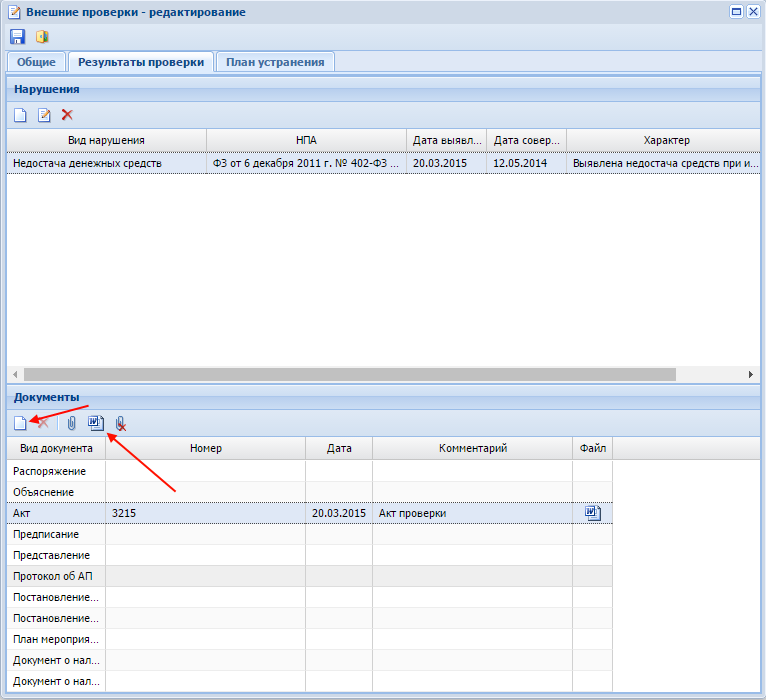 Внешние проверки - редактирование
Общие Результаты проверки План устранения
Нарушения
Вид нарушения НПА Дата выявл... Дата совер... Характер
Недостача денежных средств ФЗ от 6 декабря 2011 г. № 402-ФЗ ... 20.03.2015 12.05.2014 Выявлена недостача средств при и...
Документы
Вид документа Номер Дата Комментарий Файл
Распоряжение
Объяснение
Акт 3215 20.03.2015 Акт проверки
Предписание
Представление
Протокол об АП
Постановление...
Постановление...
План мероприя...
Документ о нал...
Документ о нал...